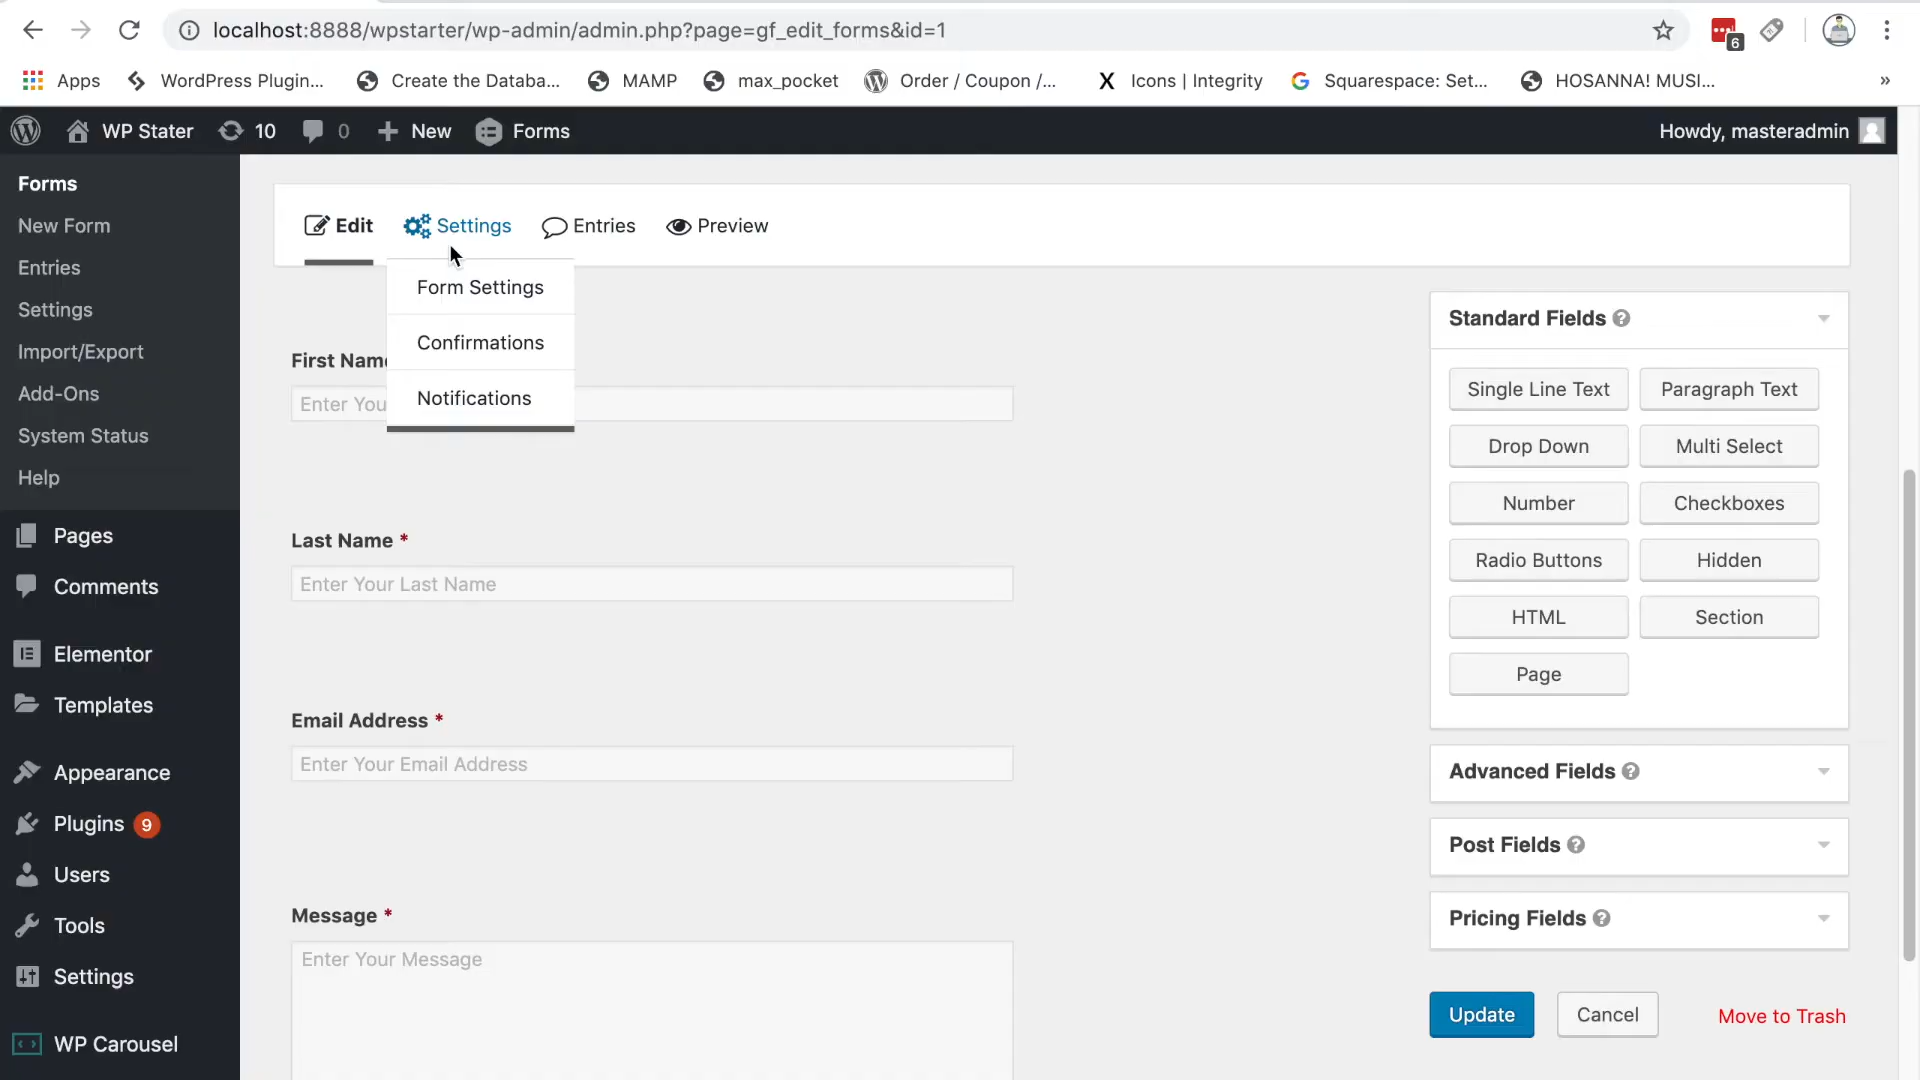 localhost:8888/wpstarter/wp-admin/admin.php?page=gf_edit_forms&id=1
6
Apps
WordPress Plugin...
Create the Databa...
MAMP
max_pocket
Order / Coupon /...
X
Icons | Integrity
G
Squarespace: Set...
HOSANNA! MUSI...
»
WP Stater
10
0
New
Forms
Howdy, masteradmin
Forms
New Form
Entries
Settings
Import/Export
Add-Ons
System Status
Help
Pages
Comments
Elementor
Templates
Appearance
Plugins 9
Users
Tools
Settings
WP Carousel
Edit
Settings
Entries
Preview
Form Settings
Confirmations
Notifications
First Name
Enter You
Last Name *
Enter Your Last Name
Email Address *
Enter Your Email Address
Message *
Enter Your Message
Standard Fields ?
Single Line Text
Paragraph Text
Drop Down
Multi Select
Number
Checkboxes
Radio Buttons
Hidden
HTML
Section
Page
Advanced Fields ?
Post Fields ?
Pricing Fields ?
Update
Cancel
Move to Trash